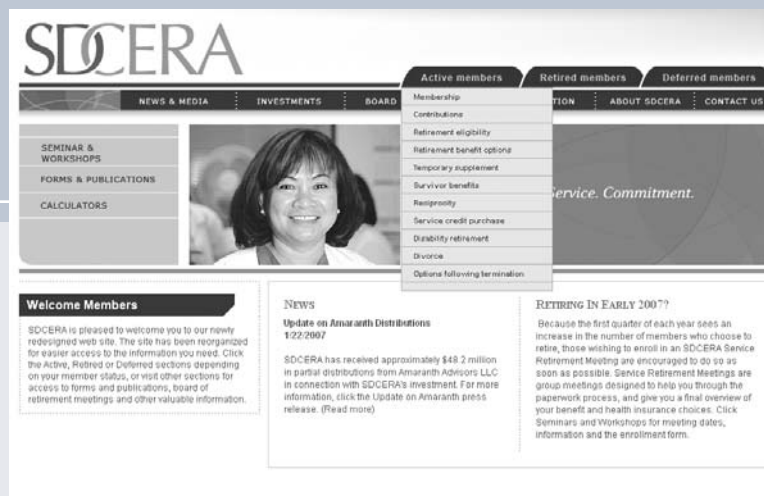 SDCERA
Active members
Retired members
Deferred members
NEWS & MEDIA
INVESTMENTS
BOARD
TION
ABOUT SDCERA
CONTACT US
SEMINAR &
WORKSHOPS
FORMS & PUBLICATIONS
CALCULATORS
Membership
Contributions
Retirement eligibility
Retirement benefit options
Temporary supplement
Survivor benefits
Reciprocity
Service credit purchase
Disability retirement
Divorce
Options following termination
Service. Commitment.
Welcome Members
SDCERA is pleased to welcome you to our newly
redesigned web site. The site has been reorganized
for easier access to the information you need. Click
the Active, Retired or Deferred sections depending
on your member status, or visit other sections for
access to forms and publications, board of
retirement meetings and other valuable information.
NEWS
Update on Amaranth Distributions
1/22/2007
SDCERA has received approximately $48.2 million
in partial distributions from Amaranth Advisors LLC
in connection with SDCERA's investment. For more
information, click the Update on Amaranth press
release. (Read more)
RETIRING IN EARLY 2007?
Because the first quarter of each year sees an
increase in the number of members who choose to
retire, those wishing to enroll in an SDCERA Service
Retirement Meeting are encouraged to do so as
soon as possible. Service Retirement Meetings are
group meetings designed to help you through the
paperwork process, and give you a final overview of
your benefit and health insurance choices. Click
Seminars and Workshops for meeting dates,
information and the enrollment form.